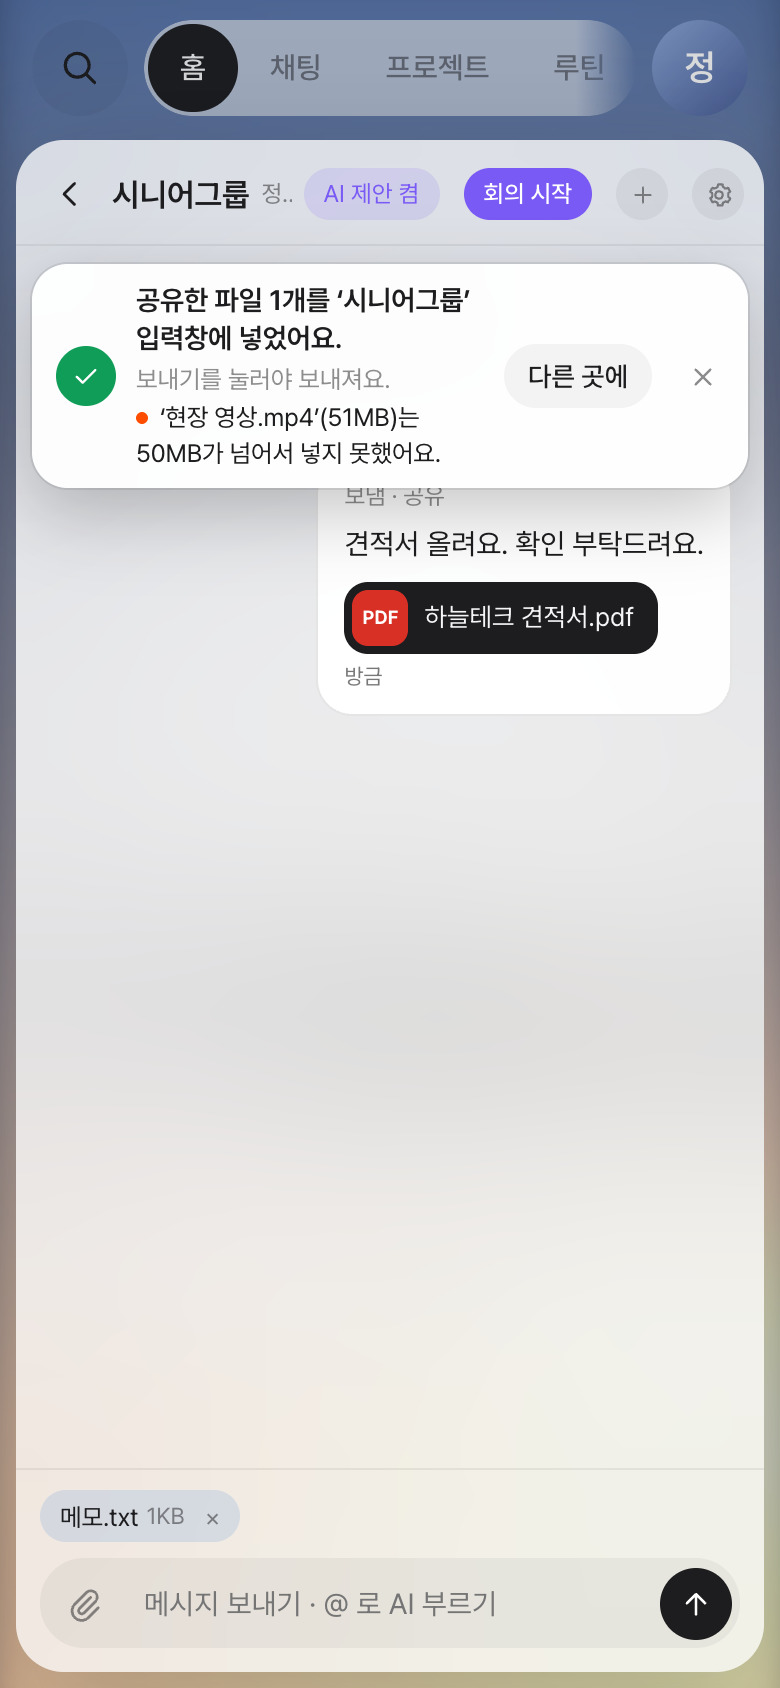 홈 채팅 프로젝트 루틴 정
시니어그룹 정.. AI 제안 켬 회의 시작
공유한 파일 1개를 ‘시니어그룹’
입력창에 넣었어요.
보내기를 눌러야 보내져요.
다른 곳에
‘현장 영상.mp4’(51MB)는
50MB가 넘어서 넣지 못했어요.
보냄 · 공유
견적서 올려요. 확인 부탁드려요.
PDF 하늘테크 견적서.pdf
방금
메모.txt 1KB ×
메시지 보내기 · @ 로 AI 부르기